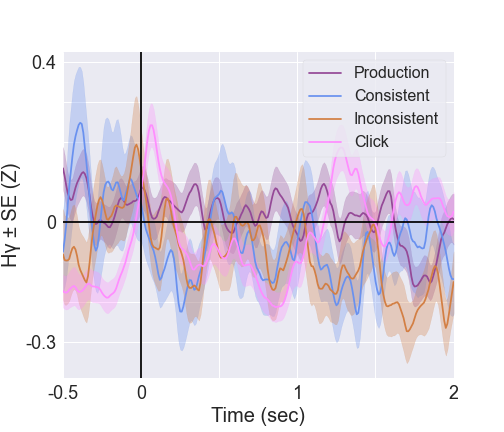 Production
Consistent
Inconsistent
Click
0.4
0
-0.3
Hγ ± SE (Z)
-0.5
0
1
2
Time (sec)